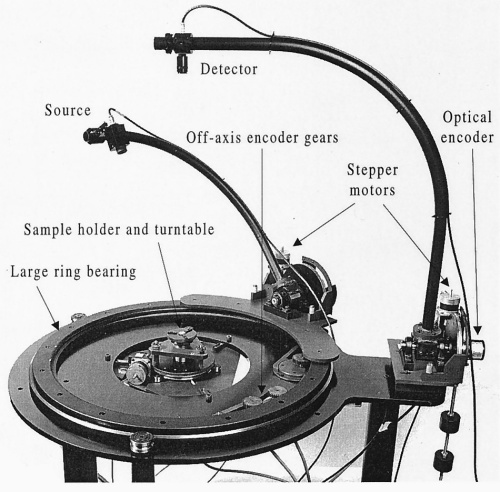 Detector
Source
Optical
encoder
Off-axis encoder gears
Stepper
motors
Sample holder and turntable
Large ring bearing